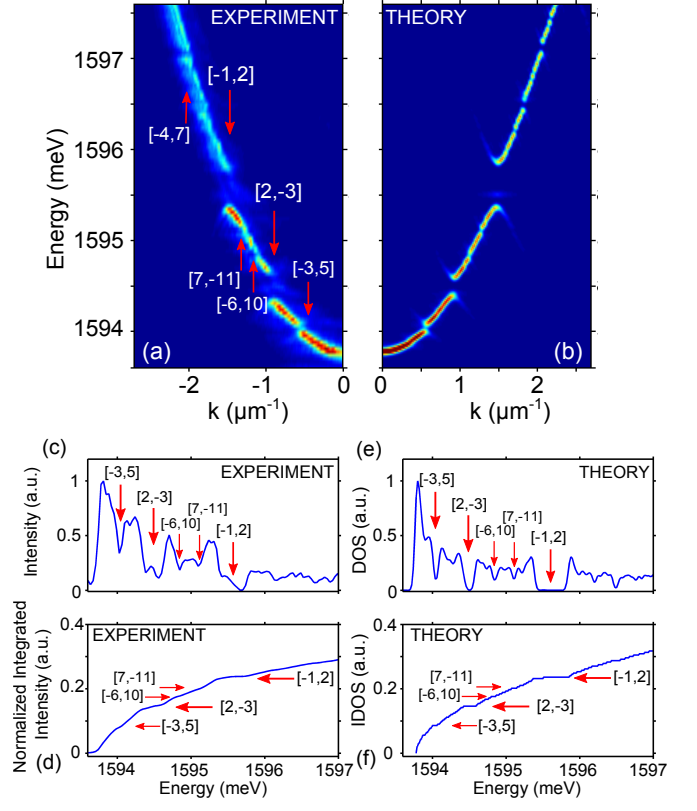 EXPERIMENT
THEORY
1597
1596
1595
1594
Energy (meV)
[-1,2]
[-4,7]
[2,-3]
[7,-11]
[-6,10]
[-3,5]
(a)
(b)
-2
-1
0
0
1
2
k (µm⁻¹)
k (µm⁻¹)
(c)
EXPERIMENT
1
0.5
0
Intensity (a.u.)
[-3,5]
[2,-3]
[7,-11]
[-6,10]
[-1,2]
(e)
THEORY
1
0.5
0
DOS (a.u.)
[-3,5]
[2,-3]
[7,-11]
[-6,10]
[-1,2]
EXPERIMENT
0.4
0.2
0
Normalized Integrated
Intensity (a.u.)
[7,-11]
[-6,10]
[-1,2]
[2,-3]
[-3,5]
(d)
1594
1595
1596
1597
Energy (meV)
THEORY
0.4
0.2
0
IDOS (a.u.)
[7,-11]
[-6,10]
[-1,2]
[2,-3]
[-3,5]
(f)
1594
1595
1596
1597
Energy (meV)